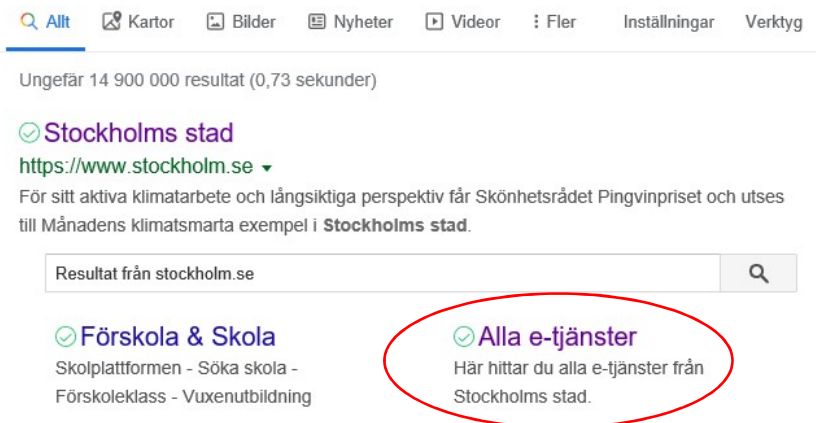 Allt Kartor Bilder Nyheter Videor Fler Inställningar Verktyg
Ungefär 14 900 000 resultat (0,73 sekunder)
Stockholms stad
https://www.stockholm.se
För sitt aktiva klimatarbete och långsiktiga perspektiv får Skönhetsrådet Pingvinpriset och utses
till Månadens klimatsmarta exempel i Stockholms stad.
Resultat från stockholm.se
Förskola & Skola
Skolplattformen - Söka skola -
Förskoleklass - Vuxenutbildning
Alla e-tjänster
Här hittar du alla e-tjänster från
Stockholms stad.